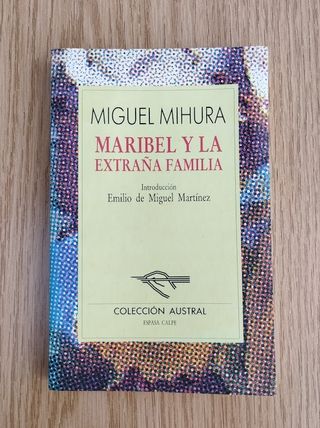 MIGUEL MIHURA
MARIBEL Y LA
EXTRAÑA FAMILIA
Introducción
Emilio de Miguel Martínez
COLECCIÓN AUSTRAL
ESPASA CALPE